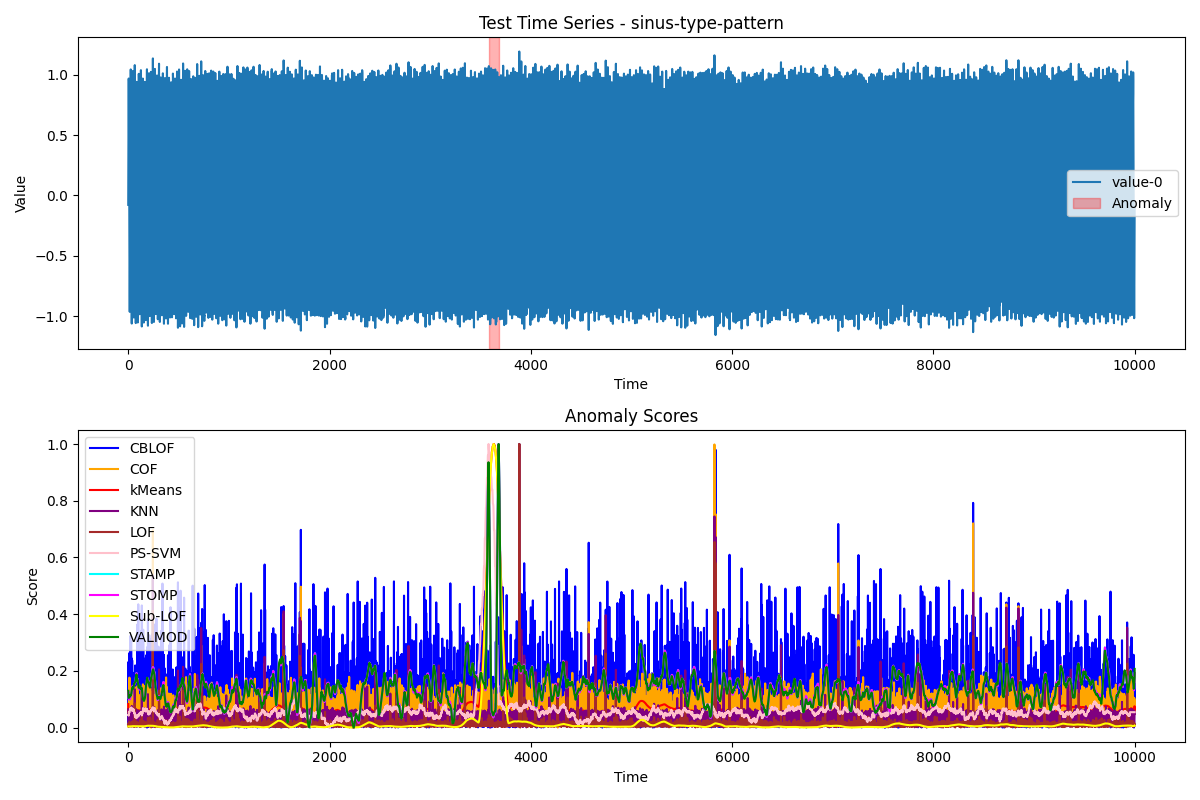 Test Time Series - sinus-type-pattern
1.0
0.5
0.0
−0.5
−1.0
Value
value-0
Anomaly
0 2000 4000 6000 8000 10000
Time
Anomaly Scores
1.0
0.8
0.6
0.4
0.2
0.0
Score
CBLOF
COF
kMeans
KNN
LOF
PS-SVM
STAMP
STOMP
Sub-LOF
VALMOD
0 2000 4000 6000 8000 10000
Time